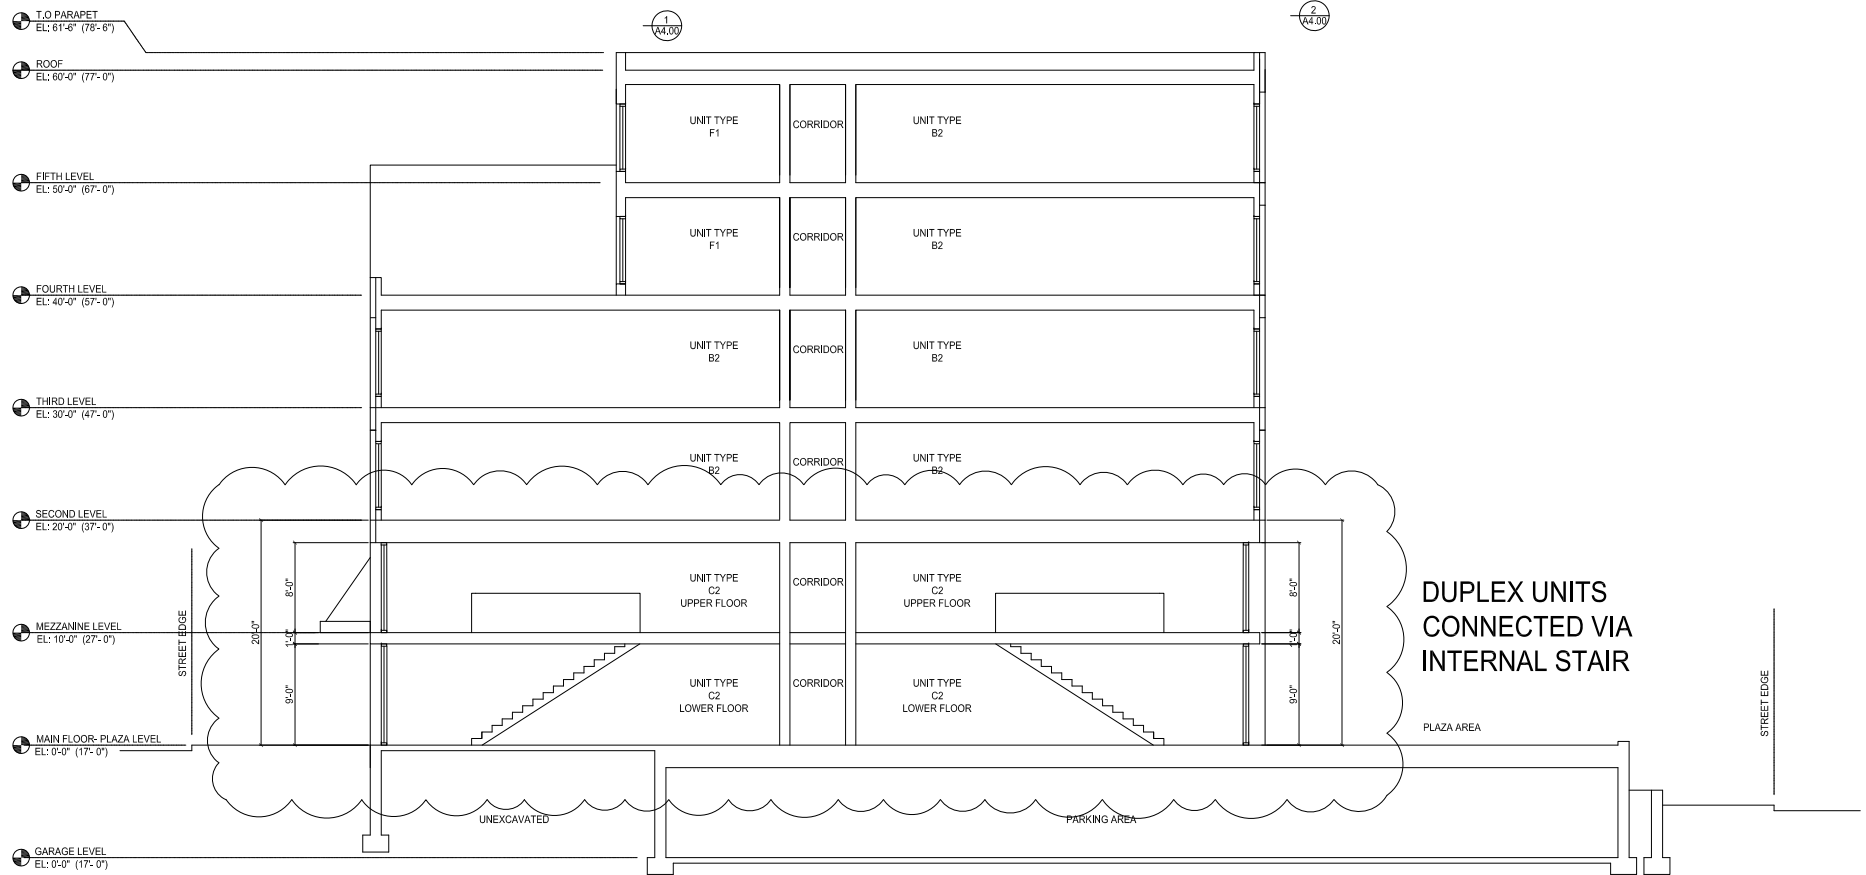 T.O PARAPET
EL: 61'-6" (78'- 6")
1
A4.00
2
A4.00
ROOF
EL: 60'-0" (77'- 0")
UNIT TYPE
F1
CORRIDOR
UNIT TYPE
B2
FIFTH LEVEL
EL: 50'-0" (67'- 0")
UNIT TYPE
F1
CORRIDOR
UNIT TYPE
B2
FOURTH LEVEL
EL: 40'-0" (57'- 0")
UNIT TYPE
B2
CORRIDOR
UNIT TYPE
B2
THIRD LEVEL
EL: 30'-0" (47'- 0")
UNIT TYPE
B2
CORRIDOR
UNIT TYPE
B2
SECOND LEVEL
EL: 20'-0" (37'- 0")
8'-0"
UNIT TYPE
C2
UPPER FLOOR
CORRIDOR
UNIT TYPE
C2
UPPER FLOOR
8'-0"
DUPLEX UNITS
CONNECTED VIA
INTERNAL STAIR
MEZZANINE LEVEL
EL: 10'-0" (27'- 0")
STREET EDGE
20'-0"
1'-0"
1'-0"
20'-0"
9'-0"
UNIT TYPE
C2
LOWER FLOOR
CORRIDOR
UNIT TYPE
C2
LOWER FLOOR
9'-0"
STREET EDGE
PLAZA AREA
MAIN FLOOR- PLAZA LEVEL
EL: 0'-0" (17'- 0")
UNEXCAVATED
PARKING AREA
GARAGE LEVEL
EL: 0'-0" (17'- 0")